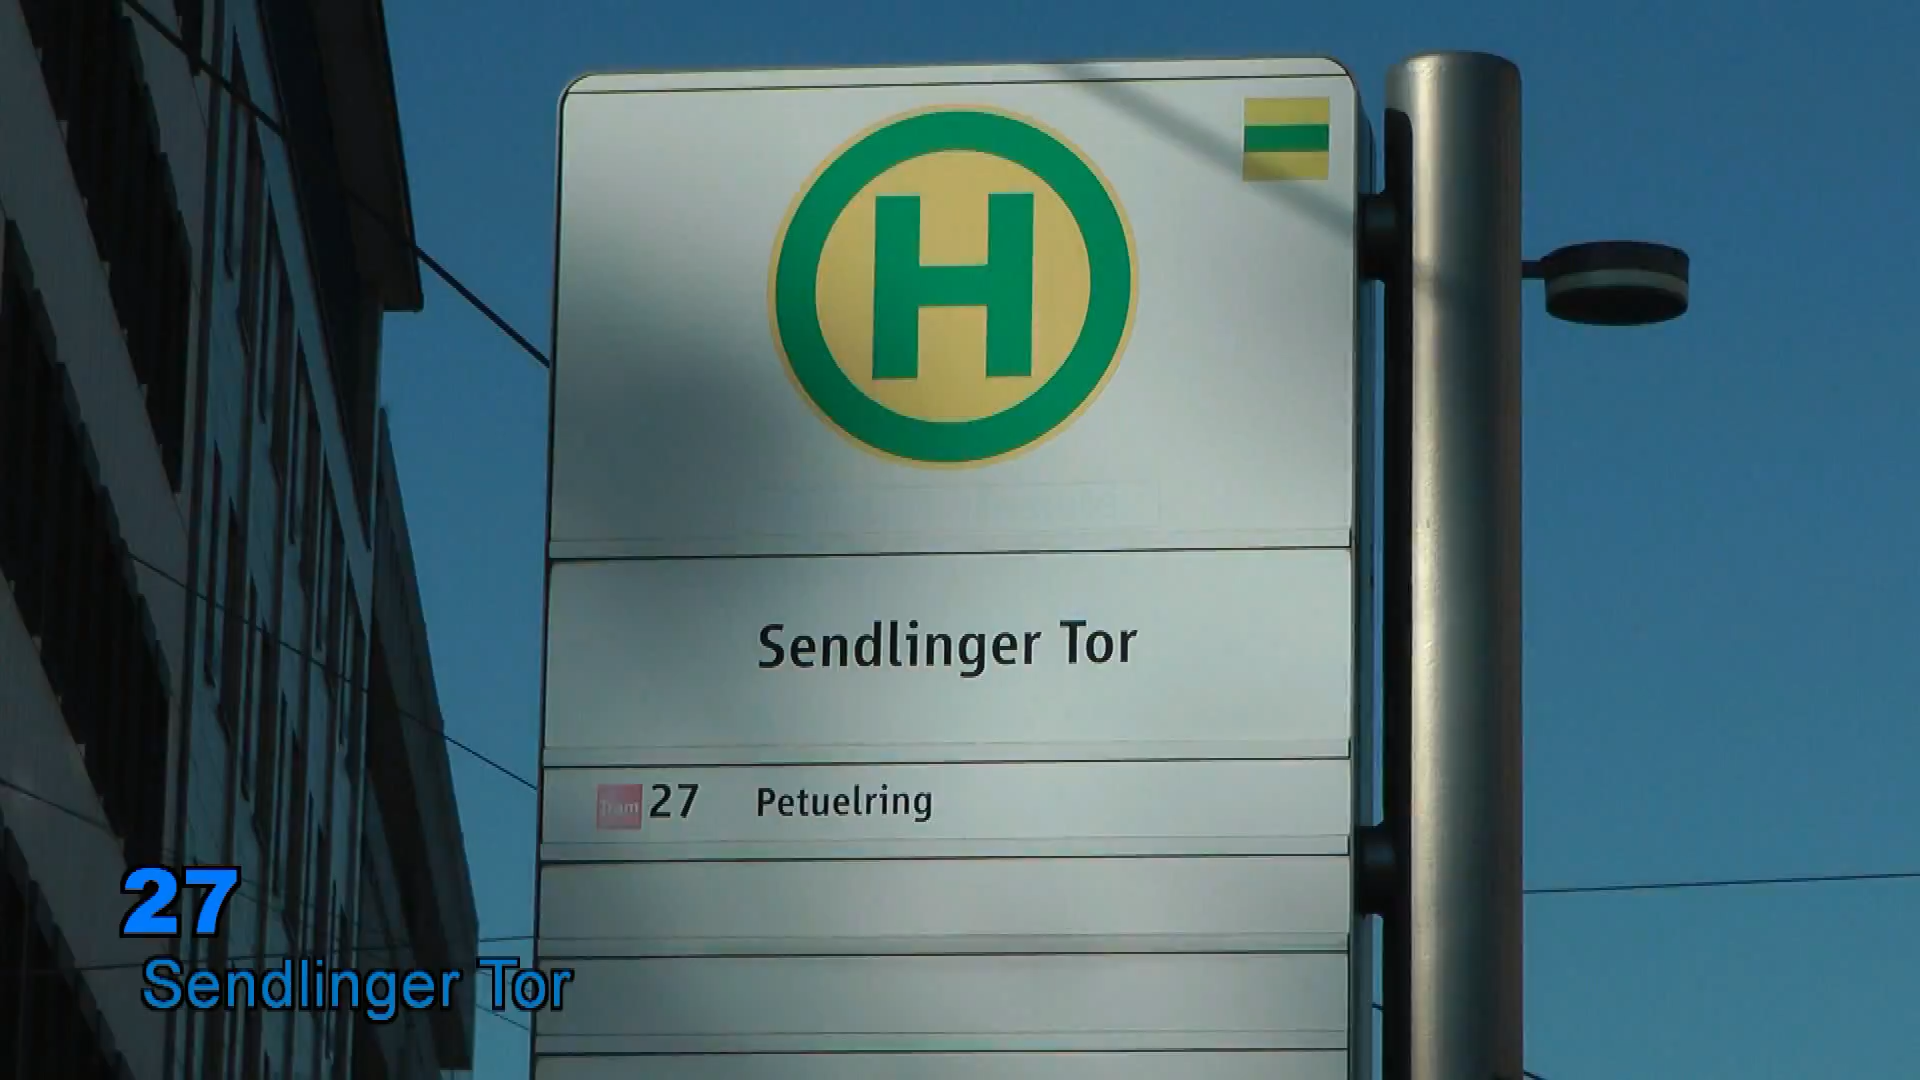 H
Sendlinger Tor
Tram 27 Petuelring
27
Sendlinger Tor